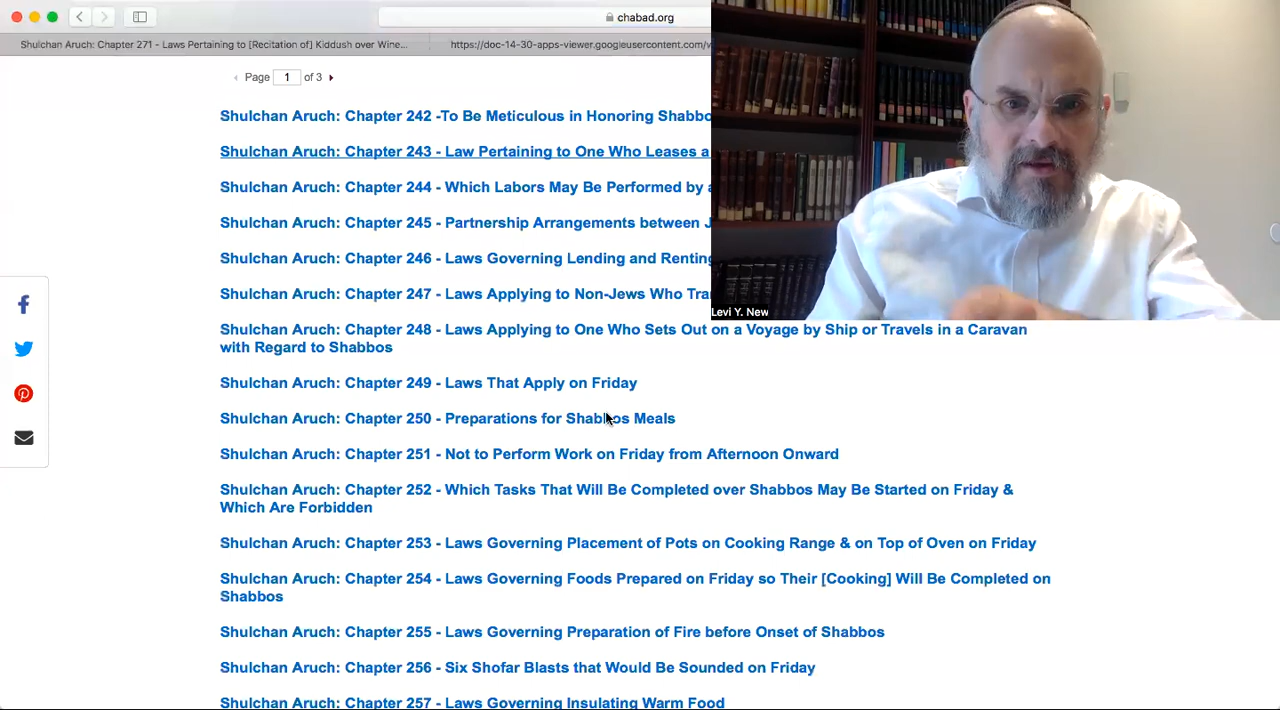 chabad.org
Shulchan Aruch: Chapter 271 - Laws Pertaining to [Recitation of] Kiddush over Wine...
https://doc-14-30-apps-viewer.googleusercontent.com/v
Page 1 of 3
Shulchan Aruch: Chapter 242 -To Be Meticulous in Honoring Shabbo
Shulchan Aruch: Chapter 243 - Law Pertaining to One Who Leases a
Shulchan Aruch: Chapter 244 - Which Labors May Be Performed by a
Shulchan Aruch: Chapter 245 - Partnership Arrangements between J
Shulchan Aruch: Chapter 246 - Laws Governing Lending and Renting
Shulchan Aruch: Chapter 247 - Laws Applying to Non-Jews Who Tra
Levi Y. New
Shulchan Aruch: Chapter 248 - Laws Applying to One Who Sets Out on a Voyage by Ship or Travels in a Caravan
with Regard to Shabbos
Shulchan Aruch: Chapter 249 - Laws That Apply on Friday
Shulchan Aruch: Chapter 250 - Preparations for Shabbos Meals
Shulchan Aruch: Chapter 251 - Not to Perform Work on Friday from Afternoon Onward
Shulchan Aruch: Chapter 252 - Which Tasks That Will Be Completed over Shabbos May Be Started on Friday &
Which Are Forbidden
Shulchan Aruch: Chapter 253 - Laws Governing Placement of Pots on Cooking Range & on Top of Oven on Friday
Shulchan Aruch: Chapter 254 - Laws Governing Foods Prepared on Friday so Their [Cooking] Will Be Completed on
Shabbos
Shulchan Aruch: Chapter 255 - Laws Governing Preparation of Fire before Onset of Shabbos
Shulchan Aruch: Chapter 256 - Six Shofar Blasts that Would Be Sounded on Friday
Shulchan Aruch: Chapter 257 - Laws Governing Insulating Warm Food